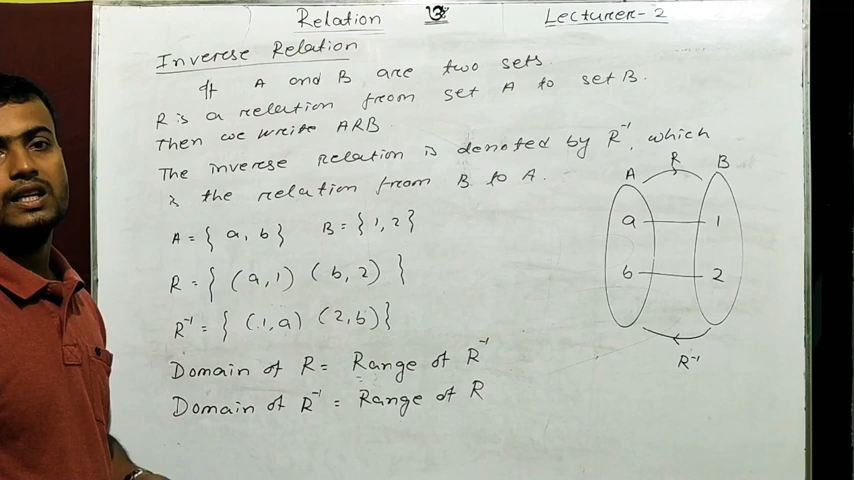 Relation
Lecturer-2
Inverse Relation
If A and B are two sets.
R is a relation from set A to set B.
Then we write ARB.
The inverse relation is denoted by R⁻¹, which
is the relation from B to A.
A = { a, b } B = { 1, 2 }
R = { (a, 1) (b, 2) }
R⁻¹ = { (1, a) (2, b) }
Domain of R = Range of R⁻¹
Domain of R⁻¹ = Range of R
A R B
a 1
b 2
R⁻¹